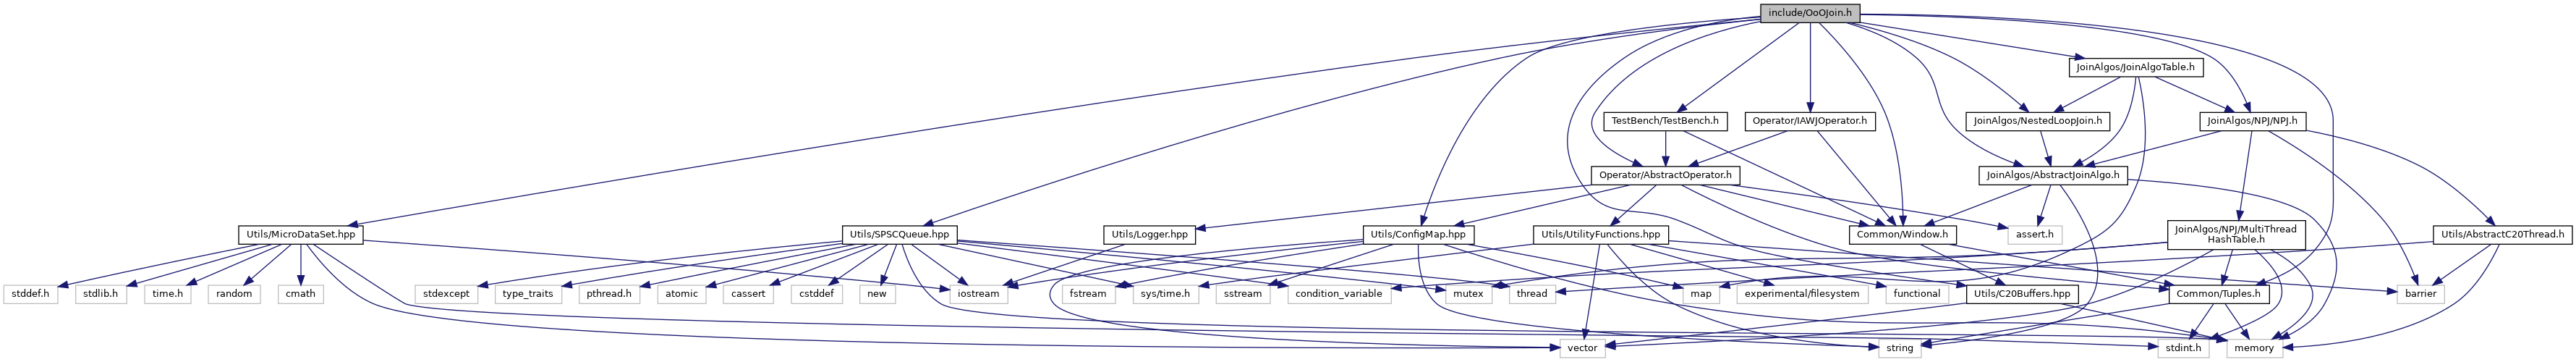 include/OoOJoin.h
JoinAlgos/JoinAlgoTable.h
TestBench/TestBench.h
Operator/IAWJOperator.h
JoinAlgos/NestedLoopJoin.h
JoinAlgos/NPJ/NPJ.h
Operator/AbstractOperator.h
JoinAlgos/AbstractJoinAlgo.h
Utils/MicroDataSet.hpp
Utils/SPSCQueue.hpp
Utils/Logger.hpp
Utils/ConfigMap.hpp
Utils/UtilityFunctions.hpp
Common/Window.h
assert.h
JoinAlgos/NPJ/MultiThread
HashTable.h
Utils/AbstractC20Thread.h
stddef.h
stdlib.h
time.h
random
cmath
stdexcept
type_traits
pthread.h
atomic
cassert
cstddef
new
iostream
fstream
sys/time.h
sstream
condition_variable
mutex
thread
map
experimental/filesystem
functional
Utils/C20Buffers.hpp
Common/Tuples.h
barrier
vector
string
stdint.h
memory